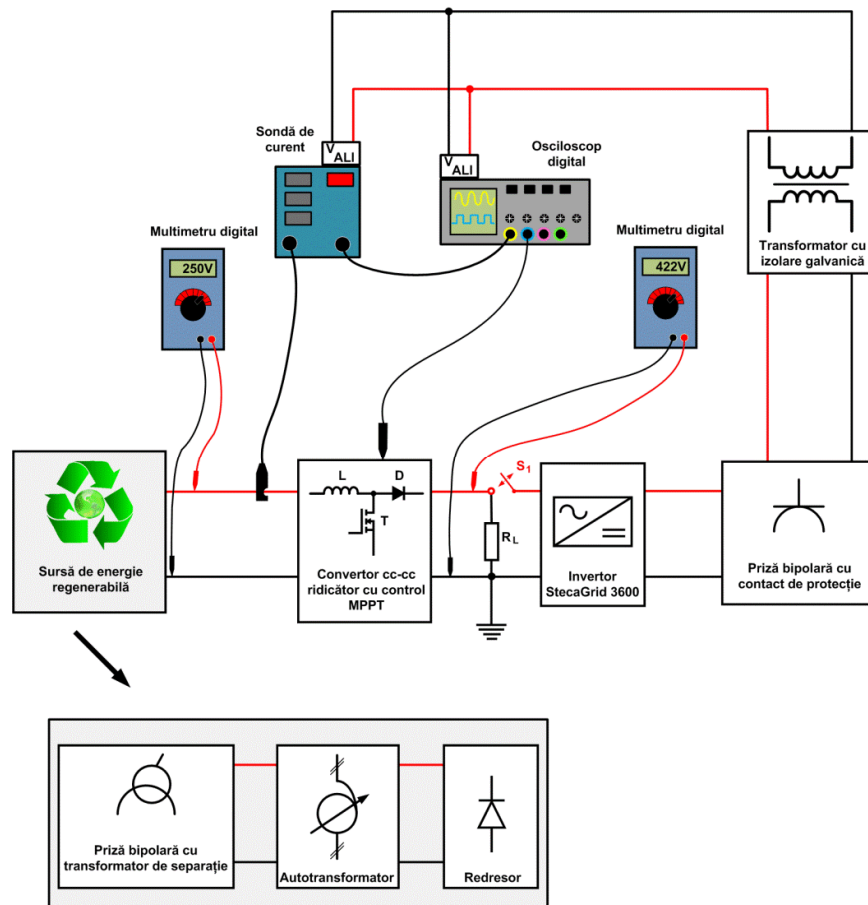 Sondă de
curent
V
ALI
Osciloscop
digital
V
ALI
Multimetru digital
250V
Multimetru digital
422V
Transformator cu
izolare galvanică
Sursă de energie
regenerabilă
L
D
T
Convertor cc-cc
ridicător cu control
MPPT
S1
RL
Invertor
StecaGrid 3600
Priză bipolară cu
contact de protecție
Priză bipolară cu
transformator de separație
Autotransformator
Redresor